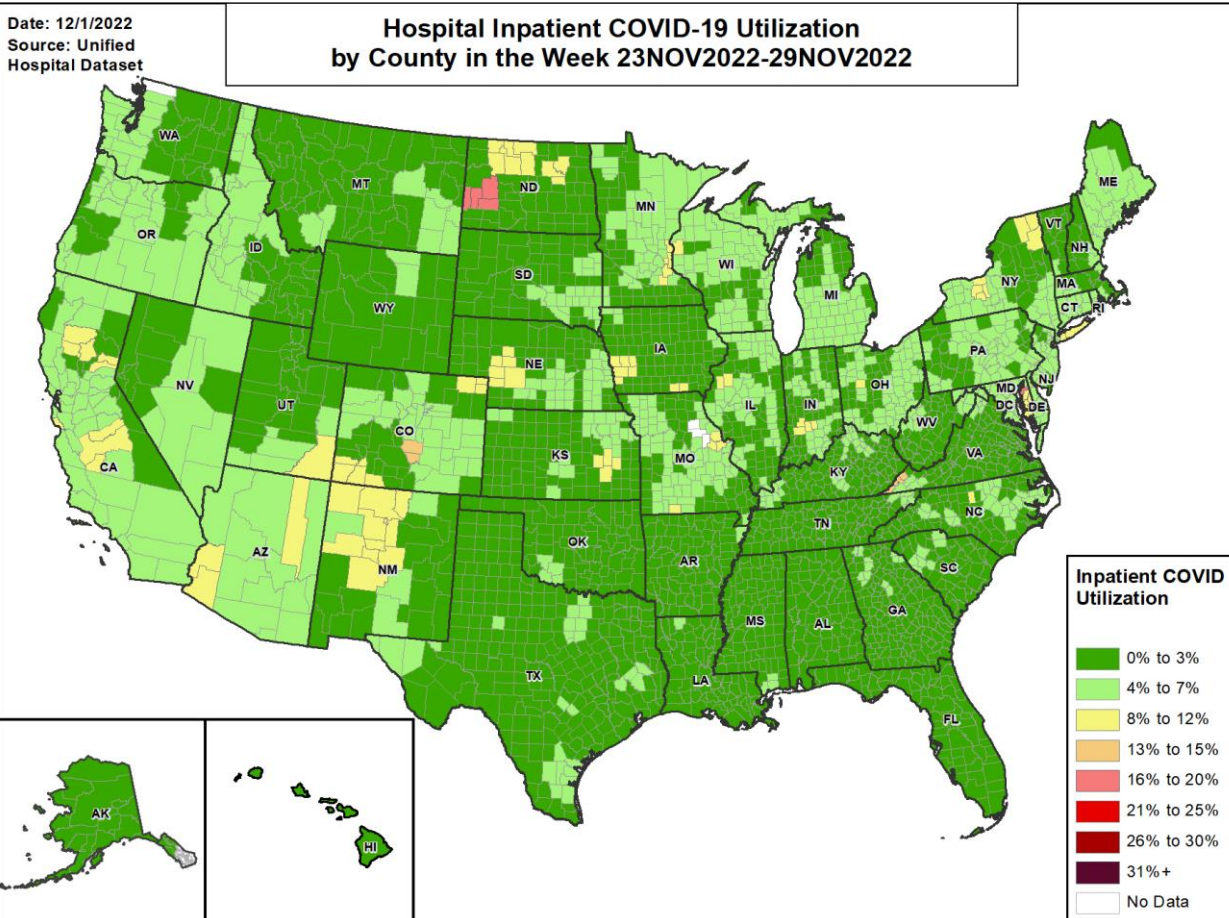 Date: 12/1/2022
Source: Unified
Hospital Dataset
Hospital Inpatient COVID-19 Utilization
by County in the Week 23NOV2022-29NOV2022
WA
MT
ND
MN
ME
OR
ID
SD
WI
VT
NH
NY
MA
CT
RI
MI
WY
NV
NE
IA
PA
NJ
UT
CO
IL
IN
OH
MD
DC
DE
WV
CA
KS
MO
KY
VA
AZ
NM
OK
AR
TN
NC
SC
MS
AL
GA
TX
LA
FL
AK
HI
Inpatient COVID
Utilization
0% to 3%
4% to 7%
8% to 12%
13% to 15%
16% to 20%
21% to 25%
26% to 30%
31%+
No Data